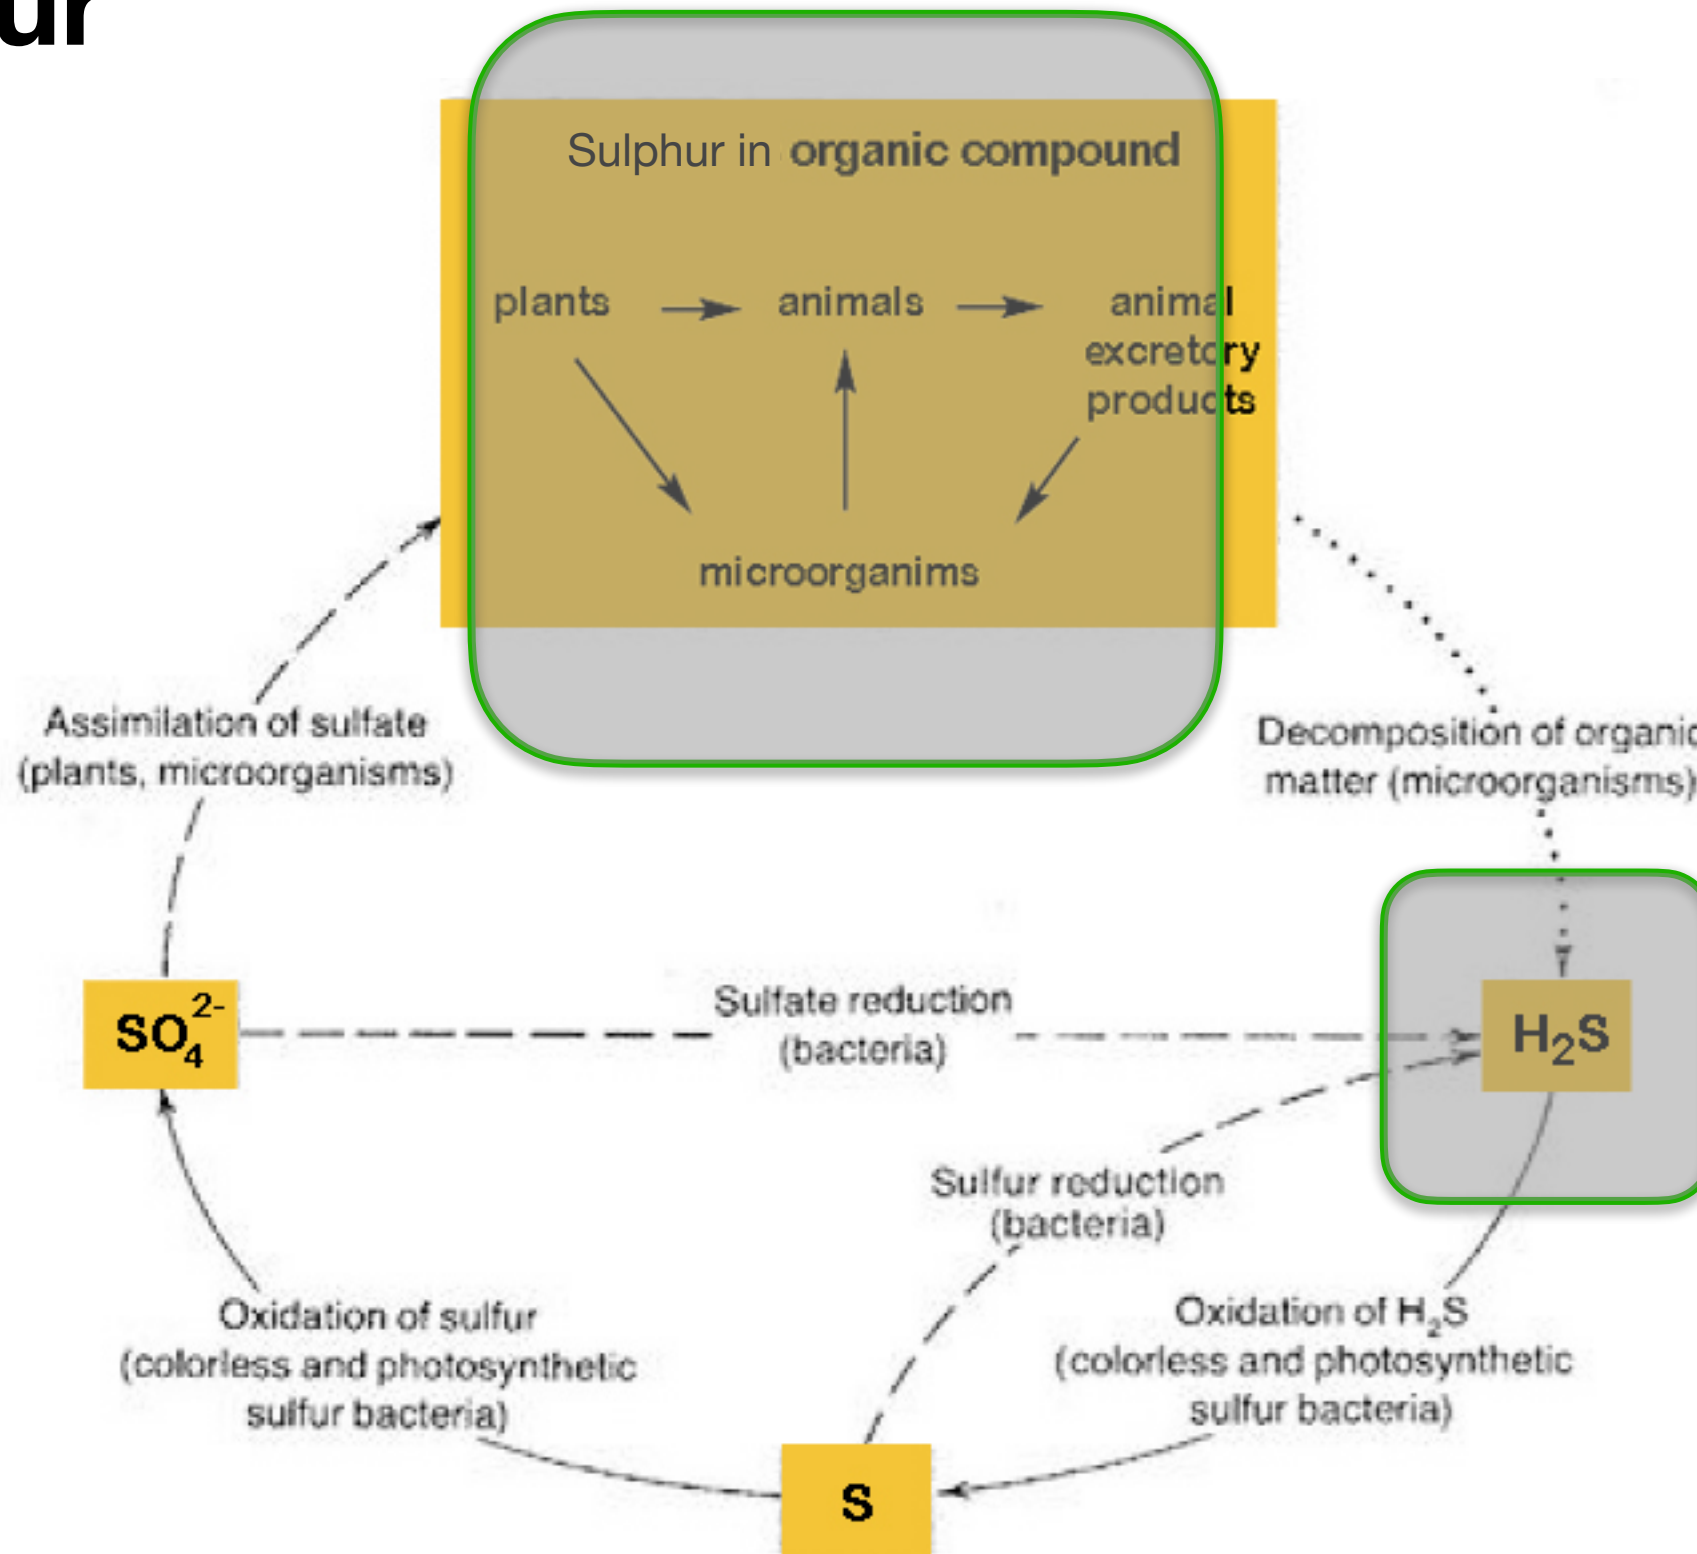 ur
Sulphur in organic compound
plants animals animal
excretory
products
microorganims
Assimilation of sulfate
(plants, microorganisms)
Decomposition of organic
matter (microorganisms)
SO₄²⁻
Sulfate reduction
(bacteria)
H₂S
Sulfur reduction
(bacteria)
Oxidation of sulfur
(colorless and photosynthetic
sulfur bacteria)
Oxidation of H₂S
(colorless and photosynthetic
sulfur bacteria)
S